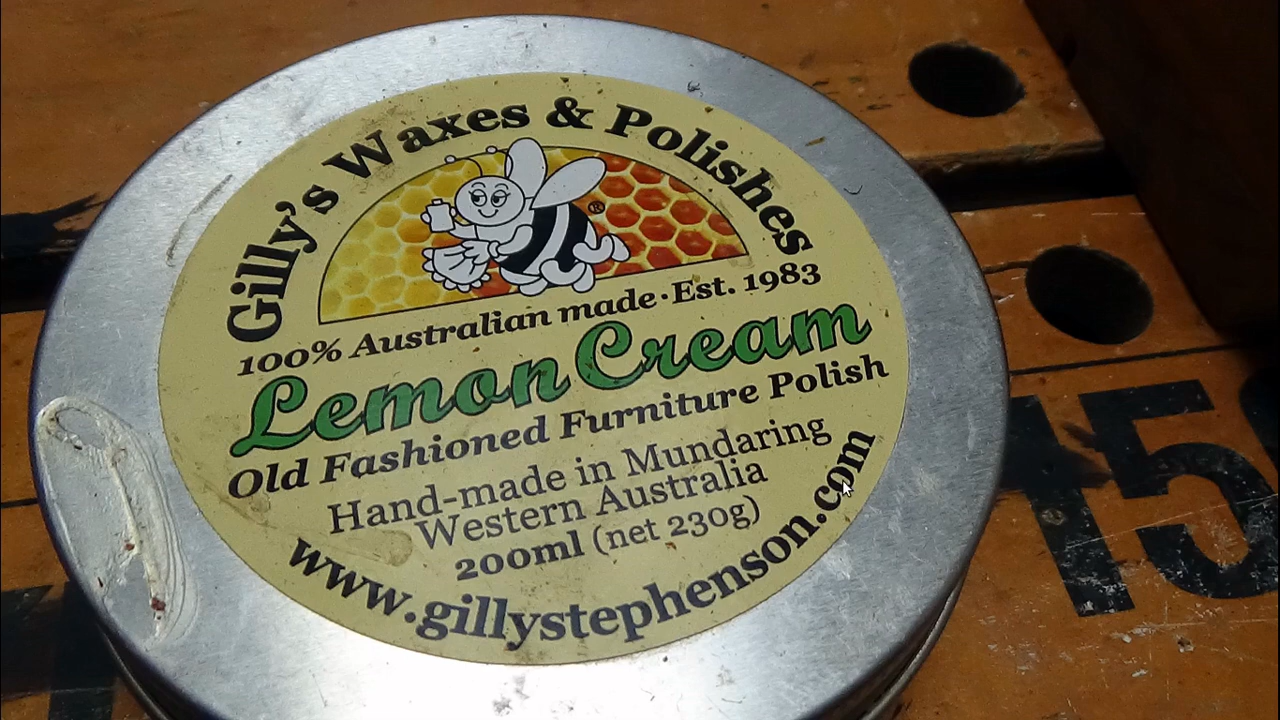 Gilly's Waxes & Polishes
®
100% Australian made · Est. 1983
Lemon Cream
Old Fashioned Furniture Polish
Hand-made in Mundaring
Western Australia
200ml (net 230g)
www.gillystephenson.com
15